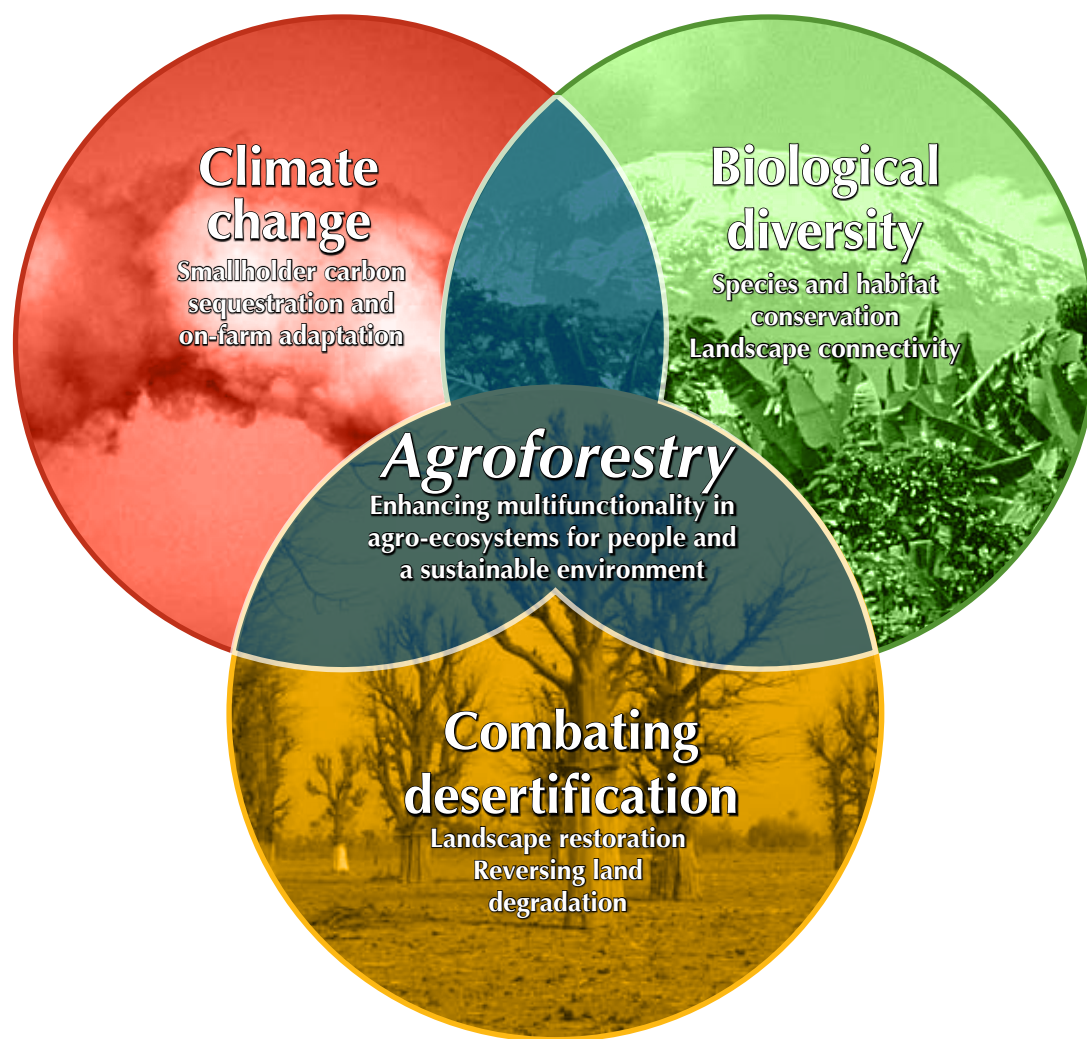 Climate
change
Smallholder carbon
sequestration and
on-farm adaptation
Biological
diversity
Species and habitat
conservation
Landscape connectivity
Agroforestry
Enhancing multifunctionality in
agro-ecosystems for people and
a sustainable environment
Combating
desertification
Landscape restoration
Reversing land
degradation